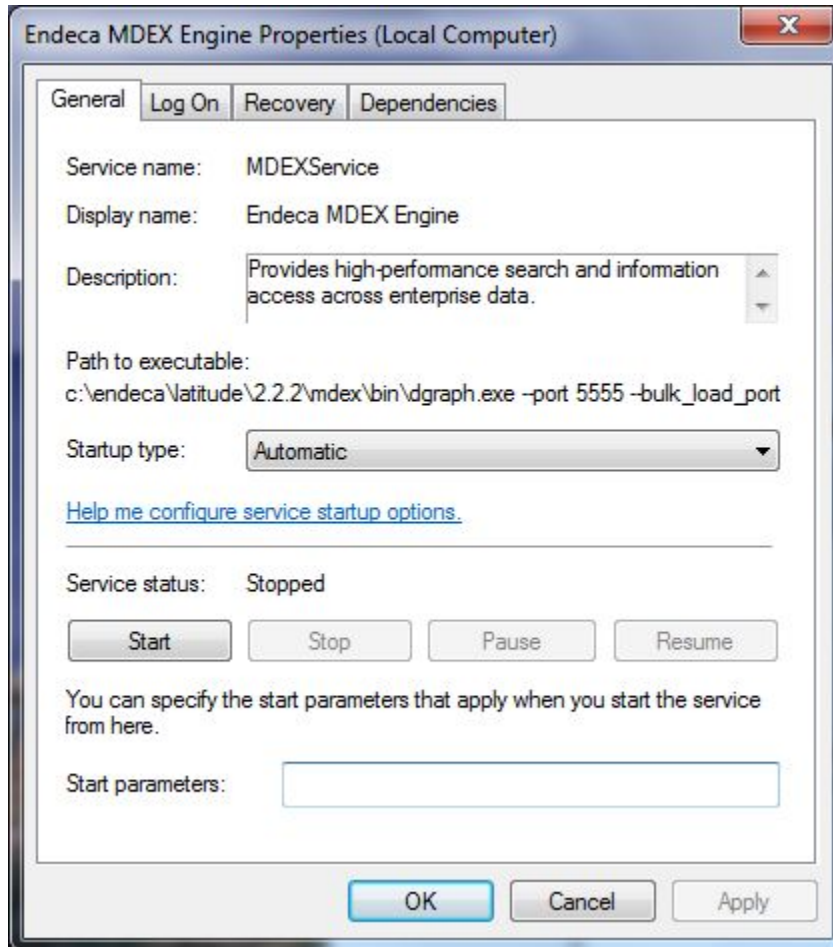 Endeca MDEX Engine Properties (Local Computer)
General Log On Recovery Dependencies
Service name: MDEXService
Display name: Endeca MDEX Engine
Description: Provides high-performance search and information
access across enterprise data.
Path to executable:
c:\endeca\latitude\2.2.2\mdex\bin\dgraph.exe --port 5555 --bulk_load_port
Startup type: Automatic
Help me configure service startup options.
Service status: Stopped
Start Stop Pause Resume
You can specify the start parameters that apply when you start the service
from here.
Start parameters:
OK Cancel Apply